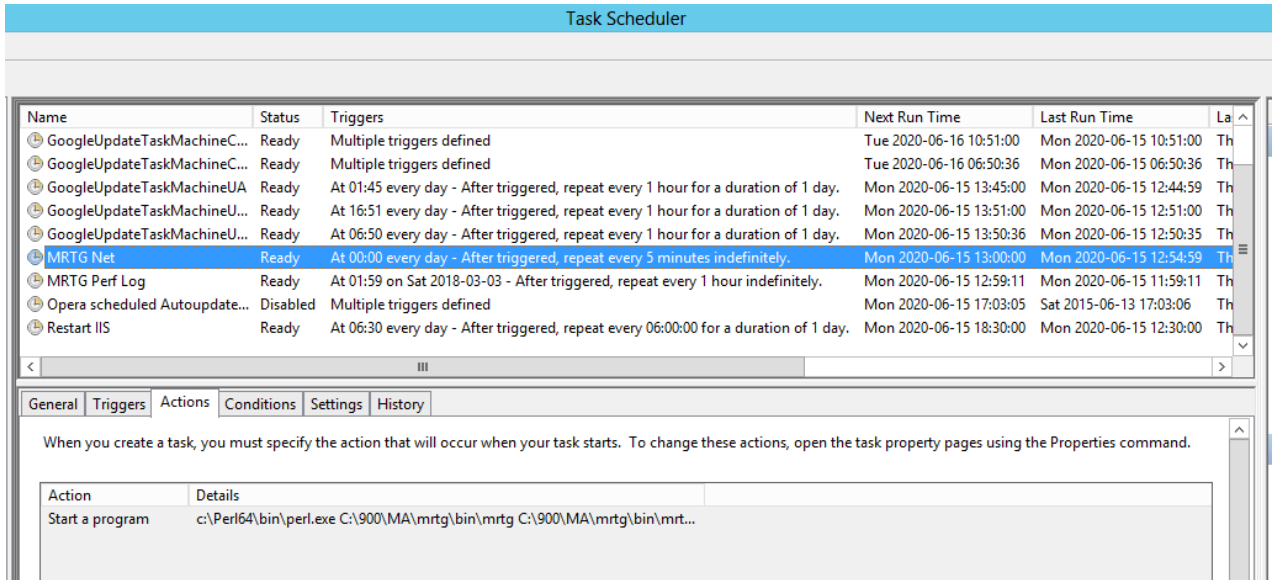 Task Scheduler
Name Status Triggers Next Run Time Last Run Time La
GoogleUpdateTaskMachineC... Ready Multiple triggers defined Tue 2020-06-16 10:51:00 Mon 2020-06-15 10:51:00 Th
GoogleUpdateTaskMachineC... Ready Multiple triggers defined Tue 2020-06-16 06:50:36 Mon 2020-06-15 06:50:36 Th
GoogleUpdateTaskMachineUA Ready At 01:45 every day - After triggered, repeat every 1 hour for a duration of 1 day. Mon 2020-06-15 13:45:00 Mon 2020-06-15 12:44:59 Th
GoogleUpdateTaskMachineU... Ready At 16:51 every day - After triggered, repeat every 1 hour for a duration of 1 day. Mon 2020-06-15 13:51:00 Mon 2020-06-15 12:51:00 Th
GoogleUpdateTaskMachineU... Ready At 06:50 every day - After triggered, repeat every 1 hour for a duration of 1 day. Mon 2020-06-15 13:50:36 Mon 2020-06-15 12:50:35 Th
MRTG Net Ready At 00:00 every day - After triggered, repeat every 5 minutes indefinitely. Mon 2020-06-15 13:00:00 Mon 2020-06-15 12:54:59 Th
MRTG Perf Log Ready At 01:59 on Sat 2018-03-03 - After triggered, repeat every 1 hour indefinitely. Mon 2020-06-15 12:59:11 Mon 2020-06-15 11:59:11 Th
Opera scheduled Autoupdate... Disabled Multiple triggers defined Mon 2020-06-15 17:03:05 Sat 2015-06-13 17:03:06 Th
Restart IIS Ready At 06:30 every day - After triggered, repeat every 06:00:00 for a duration of 1 day. Mon 2020-06-15 18:30:00 Mon 2020-06-15 12:30:00 Th
General Triggers Actions Conditions Settings History
When you create a task, you must specify the action that will occur when your task starts. To change these actions, open the task property pages using the Properties command.
Action Details
Start a program c:\Perl64\bin\perl.exe C:\900\MA\mrtg\bin\mrtg C:\900\MA\mrtg\bin\mrt...